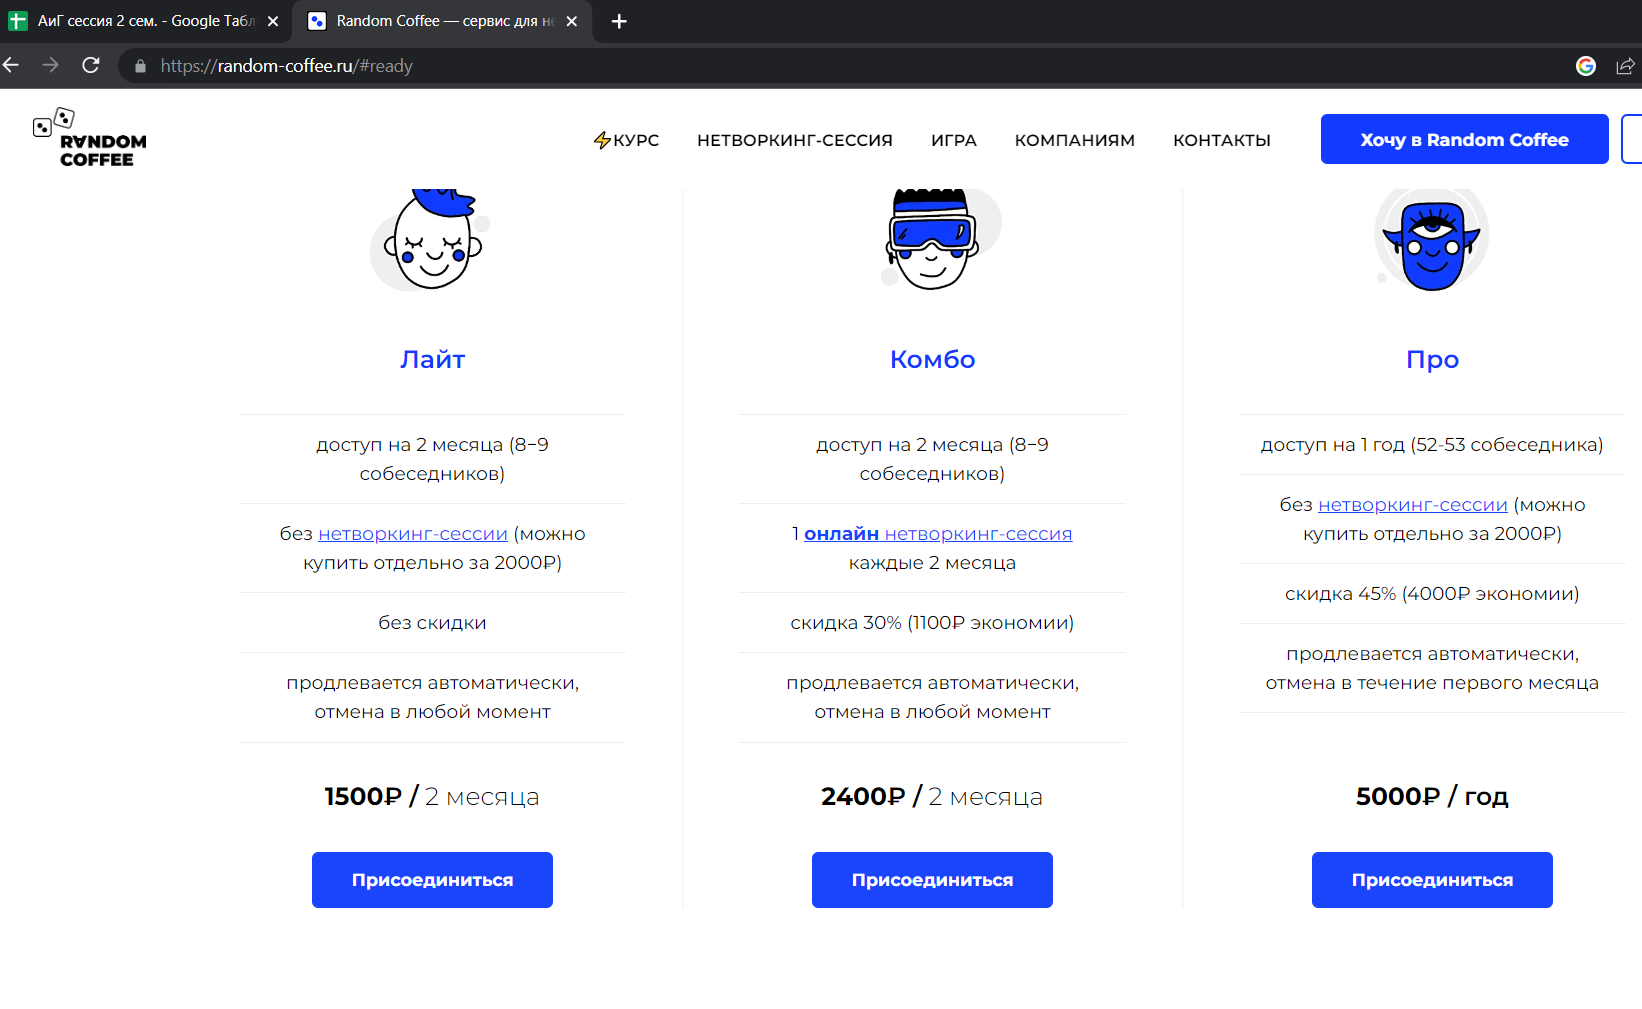 АиГ сессия 2 сем. - Google Табл
Random Coffee — сервис для не
https://random-coffee.ru/#ready
RANDOM
COFFEE
⚡КУРС
НЕТВОРКИНГ-СЕССИЯ
ИГРА
КОМПАНИЯМ
КОНТАКТЫ
Хочу в Random Coffee
Лайт
доступ на 2 месяца (8–9
собеседников)
без нетворкинг-сессии (можно
купить отдельно за 2000₽)
без скидки
продлевается автоматически,
отмена в любой момент
1500₽ / 2 месяца
Присоединиться
Комбо
доступ на 2 месяца (8–9
собеседников)
1 онлайн нетворкинг-сессия
каждые 2 месяца
скидка 30% (1100₽ экономии)
продлевается автоматически,
отмена в любой момент
2400₽ / 2 месяца
Присоединиться
Про
доступ на 1 год (52-53 собеседника)
без нетворкинг-сессии (можно
купить отдельно за 2000₽)
скидка 45% (4000₽ экономии)
продлевается автоматически,
отмена в течение первого месяца
5000₽ / год
Присоединиться